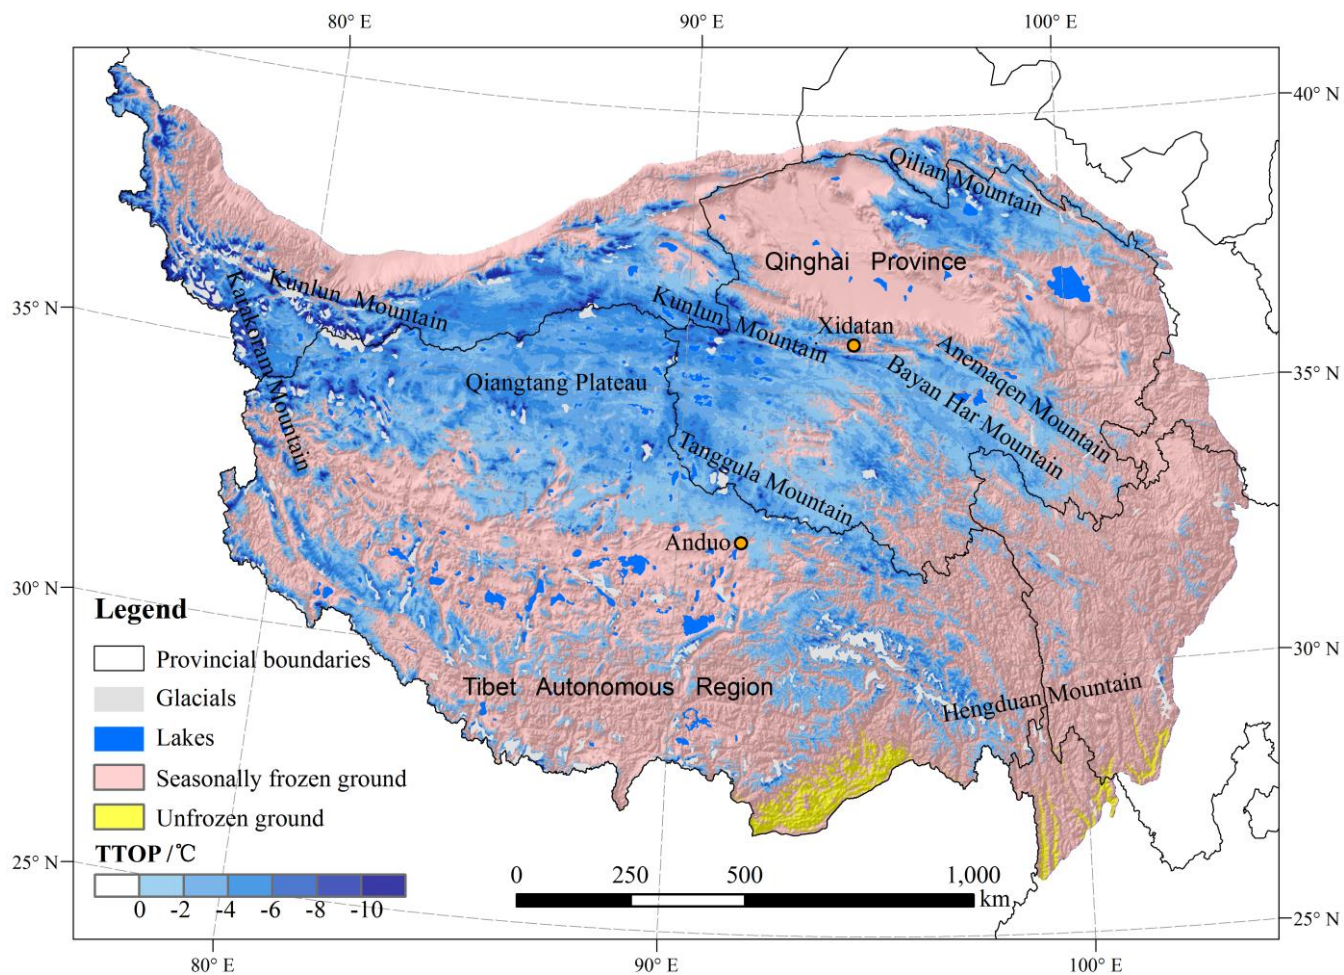 80° E
90° E
100° E
40° N
Qilian Mountain
Qinghai Province
35° N
Kunlun Mountain
Karakoram Mountain
Kunlun Mountain
Xidatan
Anemaqen Mountain
35° N
Qiangtang Plateau
Bayan Har Mountain
Tanggula Mountain
Anduo
30° N
Legend
Provincial boundaries
30° N
Tibet Autonomous Region
Hengduan Mountain
Glacials
Lakes
Seasonally frozen ground
Unfrozen ground
TTOP /℃
25° N
0 250 500 1,000
km
0 -2 -4 -6 -8 -10
25° N
80° E
90° E
100° E